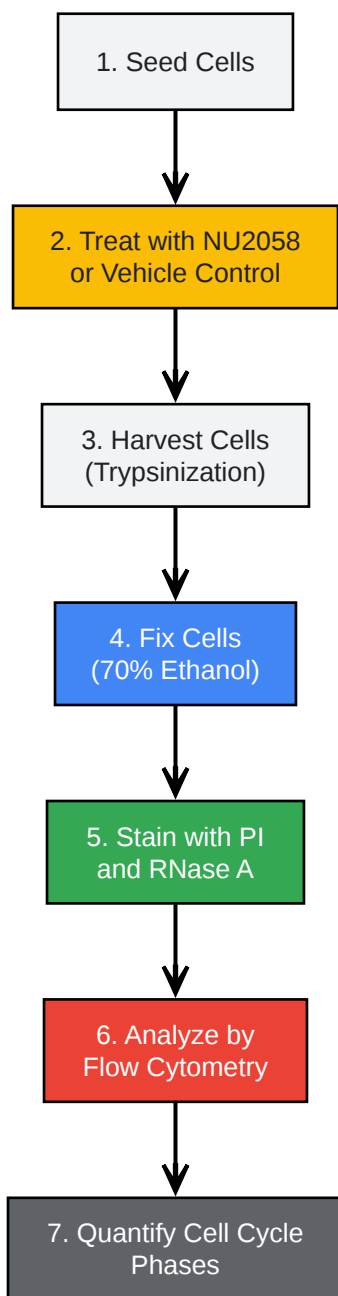 1. Seed Cells
2. Treat with NU2058
or Vehicle Control
3. Harvest Cells
(Trypsinization)
4. Fix Cells
(70% Ethanol)
5. Stain with PI
and RNase A
6. Analyze by
Flow Cytometry
7. Quantify Cell Cycle
Phases